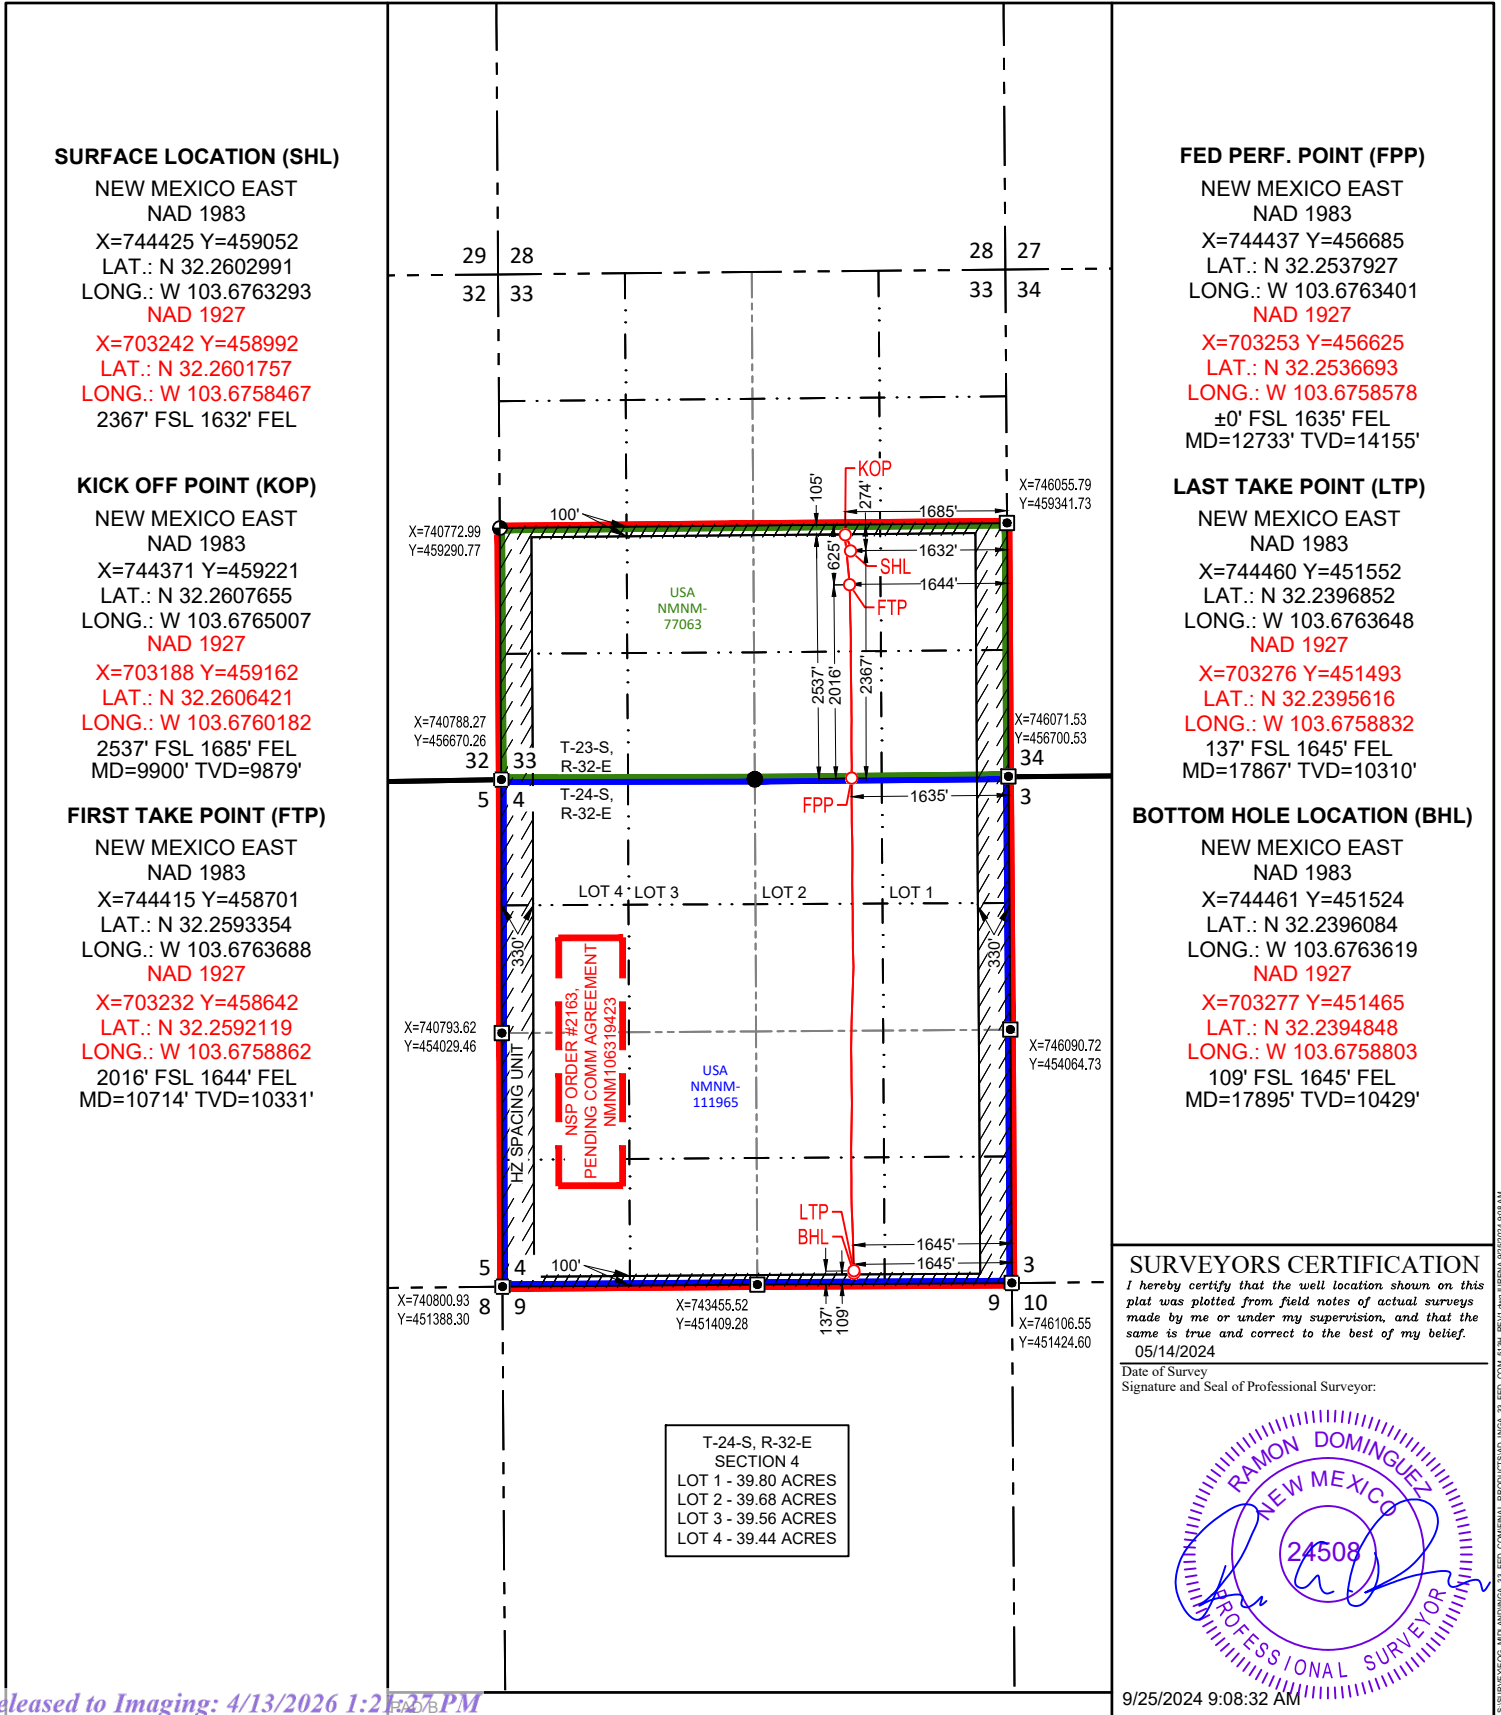 SURFACE LOCATION (SHL)
NEW MEXICO EAST
NAD 1983
X=744425 Y=459052
LAT.: N 32.2602991
LONG.: W 103.6763293
NAD 1927
X=703242 Y=458992
LAT.: N 32.2601757
LONG.: W 103.6758467
2367' FSL 1632' FEL
KICK OFF POINT (KOP)
NEW MEXICO EAST
NAD 1983
X=744371 Y=459221
LAT.: N 32.2607655
LONG.: W 103.6765007
NAD 1927
X=703188 Y=459162
LAT.: N 32.2606421
LONG.: W 103.6760182
2537' FSL 1685' FEL
MD=9900' TVD=9879'
FIRST TAKE POINT (FTP)
NEW MEXICO EAST
NAD 1983
X=744415 Y=458701
LAT.: N 32.2593354
LONG.: W 103.6763688
NAD 1927
X=703232 Y=458642
LAT.: N 32.2592119
LONG.: W 103.6758862
2016' FSL 1644' FEL
MD=10714' TVD=10331'
29 28
32 33
28 27
33 34
KOP
105'
274'
X=746055.79
Y=459341.73
100'
1685'
X=740772.99
Y=459290.77
625'
1632'
SHL
1644'
FTP
USA
NMNM-
77063
2537'
2016'
2367'
X=740788.27
Y=456670.26
X=746071.53
Y=456700.53
32 33
T-23-S,
R-32-E
34
5 4
T-24-S,
R-32-E
FPP
1635'
3
LOT 4 LOT 3 LOT 2 LOT 1
330'
330'
NSP ORDER #2163,
PENDING COMM AGREEMENT
NMNM106319423
X=740793.62
Y=454029.46
X=746090.72
Y=454064.73
HZ SPACING UNIT
USA
NMNM-
111965
LTP
BHL
1645'
1645'
5 4
100'
3
8 9
9 10
X=740800.93
Y=451388.30
X=743455.52
Y=451409.28
137'
109'
X=746106.55
Y=451424.60
T-24-S, R-32-E
SECTION 4
LOT 1 - 39.80 ACRES
LOT 2 - 39.68 ACRES
LOT 3 - 39.56 ACRES
LOT 4 - 39.44 ACRES
FED PERF. POINT (FPP)
NEW MEXICO EAST
NAD 1983
X=744437 Y=456685
LAT.: N 32.2537927
LONG.: W 103.6763401
NAD 1927
X=703253 Y=456625
LAT.: N 32.2536693
LONG.: W 103.6758578
±0' FSL 1635' FEL
MD=12733' TVD=14155'
LAST TAKE POINT (LTP)
NEW MEXICO EAST
NAD 1983
X=744460 Y=451552
LAT.: N 32.2396852
LONG.: W 103.6763648
NAD 1927
X=703276 Y=451493
LAT.: N 32.2395616
LONG.: W 103.6758832
137' FSL 1645' FEL
MD=17867' TVD=10310'
BOTTOM HOLE LOCATION (BHL)
NEW MEXICO EAST
NAD 1983
X=744461 Y=451524
LAT.: N 32.2396084
LONG.: W 103.6763619
NAD 1927
X=703277 Y=451465
LAT.: N 32.2394848
LONG.: W 103.6758803
109' FSL 1645' FEL
MD=17895' TVD=10429'
SURVEYORS CERTIFICATION
I hereby certify that the well location shown on this
plat was plotted from field notes of actual surveys
made by me or under my supervision, and that the
same is true and correct to the best of my belief.
05/14/2024
Date of Survey
Signature and Seal of Professional Surveyor:
RAMON DOMINGUEZ
NEW MEXICO
24508
PROFESSIONAL SURVEYOR
9/25/2024 9:08:32 AM
eleased to Imaging: 4/13/2026 1:21:27 PM